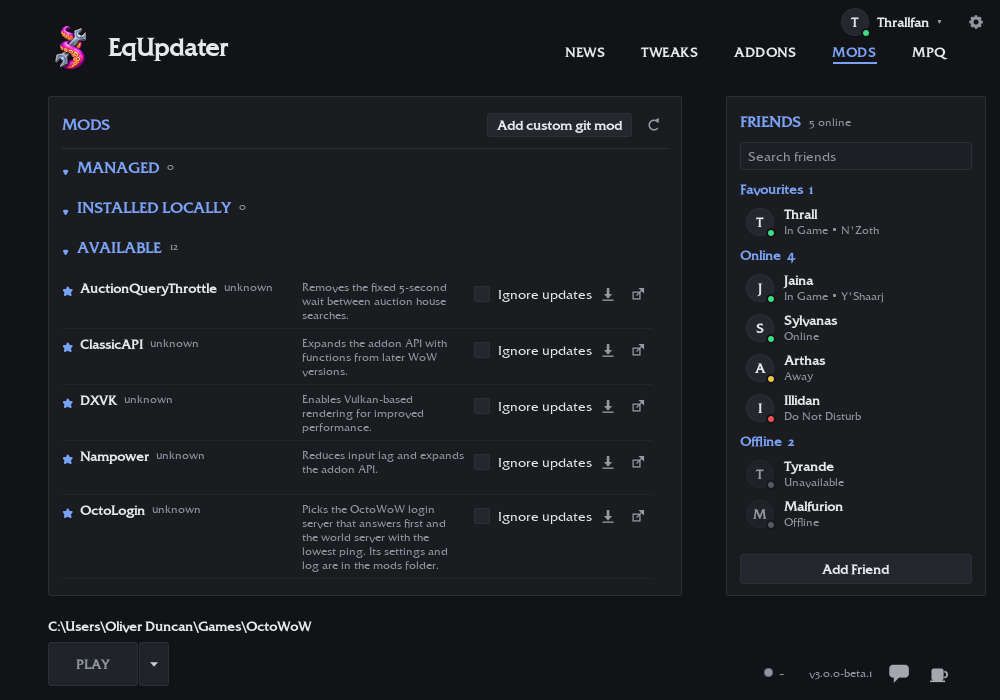 T Thrallfan
EqUpdater
NEWS TWEAKS ADDONS MODS MPQ
MODS
Add custom git mod
MANAGED 0
INSTALLED LOCALLY 0
AVAILABLE 12
AuctionQueryThrottle unknown
Removes the fixed 5-second
wait between auction house
searches.
Ignore updates
ClassicAPI unknown
Expands the addon API with
functions from later WoW
versions.
Ignore updates
DXVK unknown
Enables Vulkan-based
rendering for improved
performance.
Ignore updates
Nampower unknown
Reduces input lag and expands
the addon API.
Ignore updates
OctoLogin unknown
Picks the OctoWoW login
server that answers first and
the world server with the
lowest ping. Its settings and
log are in the mods folder.
Ignore updates
FRIENDS 5 online
Search friends
Favourites 1
T Thrall
In Game • N'Zoth
Online 4
J Jaina
In Game • Y'Shaarj
S Sylvanas
Online
A Arthas
Away
I Illidan
Do Not Disturb
Offline 2
T Tyrande
Unavailable
M Malfurion
Offline
Add Friend
C:\Users\Oliver Duncan\Games\OctoWoW
PLAY
-
v3.0.0-beta.1